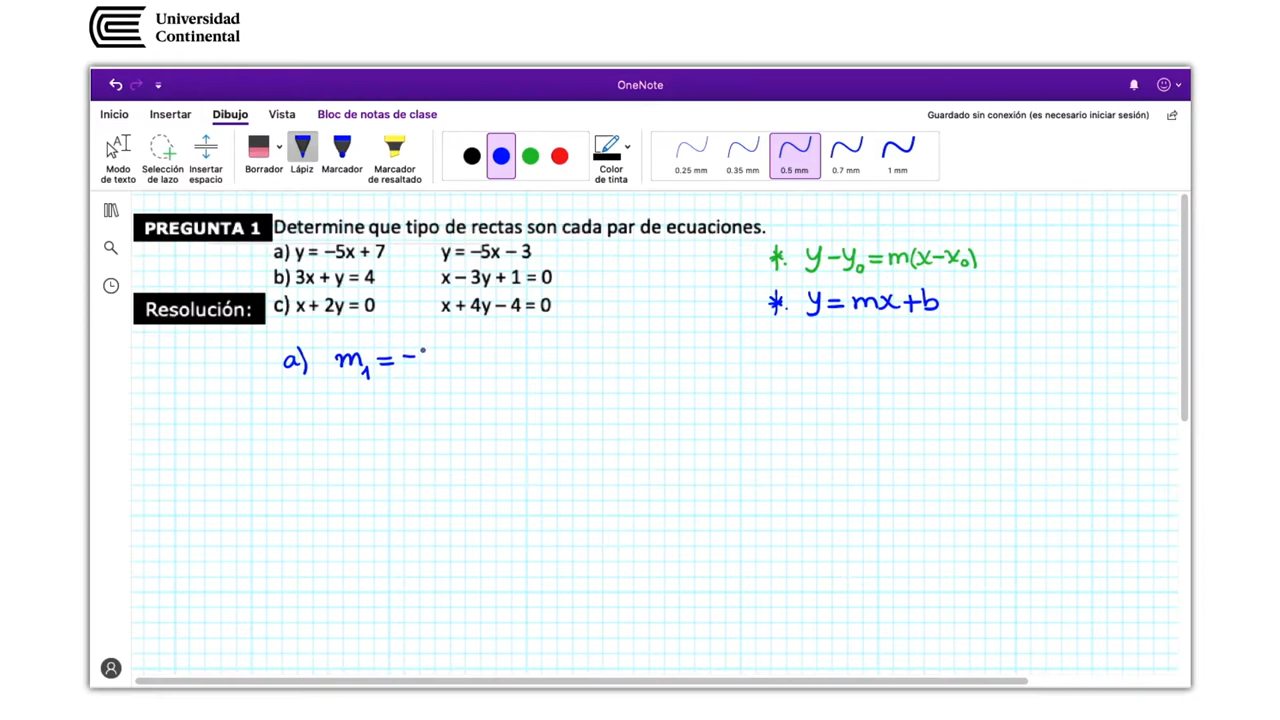 Universidad
Continental
OneNote
Inicio Insertar Dibujo Vista Bloc de notas de clase
Guardado sin conexión (es necesario iniciar sesión)
Modo de texto
Selección de lazo
Insertar espacio
Borrador
Lápiz
Marcador
Marcador de resaltado
Color de tinta
0.25 mm
0.35 mm
0.5 mm
0.7 mm
1 mm
PREGUNTA 1 Determine que tipo de rectas son cada par de ecuaciones.
a) y = –5x + 7 y = –5x – 3
b) 3x + y = 4 x – 3y + 1 = 0
Resolución: c) x + 2y = 0 x + 4y – 4 = 0
*. y – y₀ = m(x – x₀)
*. y = mx + b
a) m₁ = –